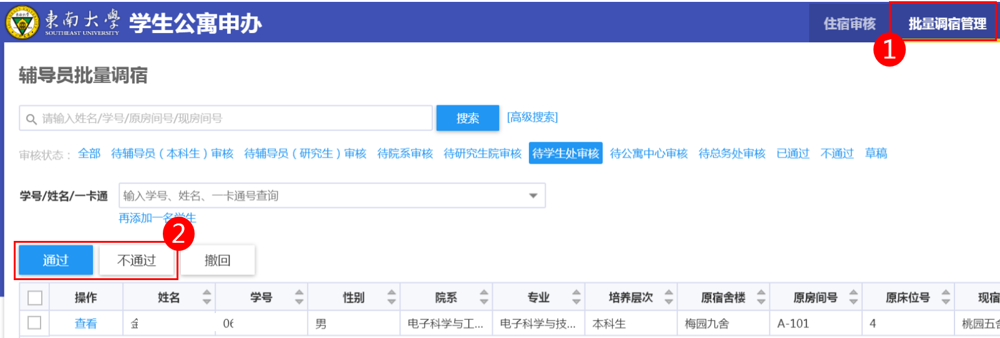 東南大學 学生公寓申办 住宿审核 批量调宿管理
SOUTHEAST UNIVERSITY
1
辅导员批量调宿
请输入姓名/学号/原房间号/现房间号 搜索 [高级搜索]
审核状态： 全部 待辅导员（本科生）审核 待辅导员（研究生）审核 待院系审核 待研究生院审核 待学生处审核 待公寓中心审核 待总务处审核 已通过 不通过 草稿
学号/姓名/一卡通 输入学号、姓名、一卡通号查询
再添加一名学生
2
通过 不通过 撤回
操作 姓名 学号 性别 院系 专业 培养层次 原宿舍楼 原房间号 原床位号 现宿
查看 金 06 男 电子科学与工... 电子科学与技... 本科生 梅园九舍 A-101 4 桃园五舍